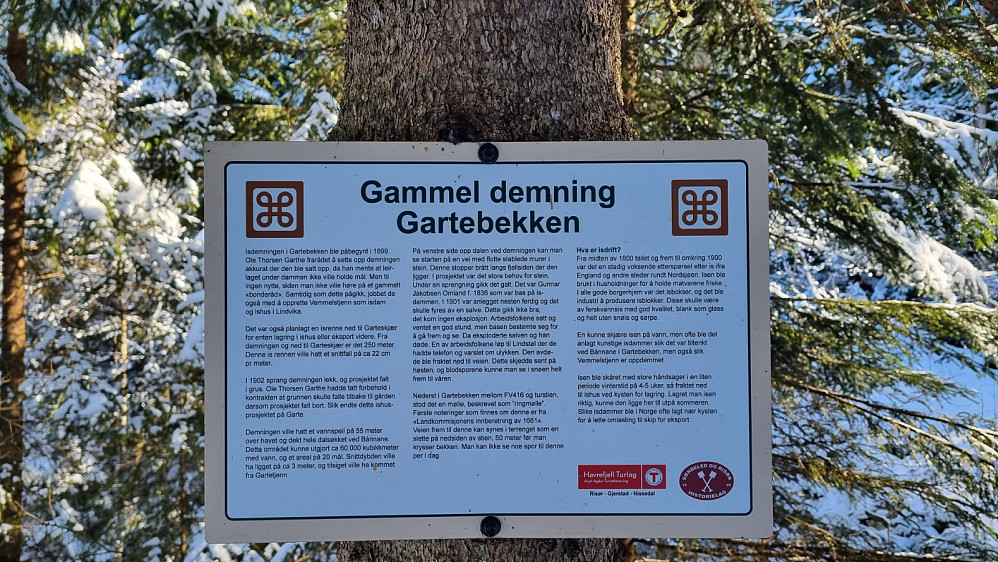 Gammel demning
Gartebekken
Isdemningen i Gartebekken ble påbegynt i 1899.
Ole Thorsen Garthe frarådet å sette opp demningen
akkurat der den ble satt opp, da han mente at leir-
laget under dammen ikke ville holde mål. Men til
ingen nytte, siden man ikke ville høre på et gammelt
«bonderåd». Samtidig som dette pågikk, jobbet de
også med å opprette Vemmelstjenn som isdam
og ishus i Lindvika.
Det var også planlagt en isrenne ned til Garteskjær
for enten lagring i ishus eller eksport videre. Fra
demningen og ned til Garteskjær er det 250 meter.
Denne is rennen ville hatt et snittfall på ca 22 cm
pr meter.
I 1902 sprang demningen lekk, og prosjektet falt
i grus. Ole Thorsen Garthe hadde tatt forbehold i
kontrakten at grunnen skulle falle tilbake til gården
dersom prosjektet falt bort. Slik endte dette ishus-
prosjektet på Garte.
Demningen ville hatt et vannspeil på 55 meter
over havet og dekt hele dalsøkket ved Bånnane.
Dette området kunne utgjort ca 60.000 kubikkmeter
med vann, og et areal på 20 mål. Snittdybden ville
ha ligget på ca 3 meter, og tilsiget ville ha kommet
fra Gartetjenn.
På venstre side opp dalen ved demningen kan man
se starten på en vei med flotte stablede murer i
stein. Denne stopper brått langs fjellsiden der den
ligger. I prosjektet var det store behov for stein.
Under en sprengning gikk det galt. Det var Gunnar
Jakobsen Omland f. 1836 som var bas på is-
dammen. I 1901 var anlegget nesten ferdig og det
skulle fyres av en salve. Dette gikk ikke bra,
det kom ingen eksplosjon. Arbeidsfolkene satt og
ventet en god stund, men basen bestemte seg for
å gå frem og se. Da eksploderte salven og han
døde. En av arbeidsfolkene løp til Lindstøl der de
hadde telefon og varslet om ulykken. Den avdø-
de ble fraktet ned til veien. Dette skjedde sent på
høsten, og blodsporene kunne man se i snøen helt
frem til våren.
Nederst i Gartebekken mellom FV416 og turstien,
stod det en mølle, beskrevet som "ringmølle".
Første noteringer som finnes om denne er fra
«Landkommisjonens innberetning av 1661».
Veien frem til denne kan synes i terrenget som en
slette på nedsiden av stien, 50 meter før man
krysser bekken. Man kan ikke se noe spor til denne
per i dag.
Hva er isdrift?
Fra midten av 1800 tallet og frem til omkring 1900
var det en stadig voksende etterspørsel etter is ifra
England og andre steder rundt Nordsjøen. Isen ble
brukt i husholdninger for å holde matvarene friske.
I alle gode borgerhjem var det isbokser, og det ble
industri å produsere isblokker. Disse skulle være
av ferskvannsis med god kvalitet, blank som glass
og helt uten snøis og sørpe.
En kunne skjære isen på vann, men ofte ble det
anlagt kunstige isdammer slik det var tiltenkt
ved Bånnane i Gartebekken, men også slik
Vemmelstjenn er oppdemmet.
Isen ble skåret med store håndsager i en liten
periode vinterstid på 4-5 uker, så fraktet ned
til ishus ved kysten for lagring. Lagret man isen
riktig, kunne den ligge her til utpå sommeren.
Slike isdammer ble i Norge ofte lagt nær kysten
for å lette omlasting til skip for eksport.
Havrefjell Turlag
Aust-Agder Turistforening
Risør - Gjerstad - Nissedal
SØNDELED OG RISØR
HISTORIELAG